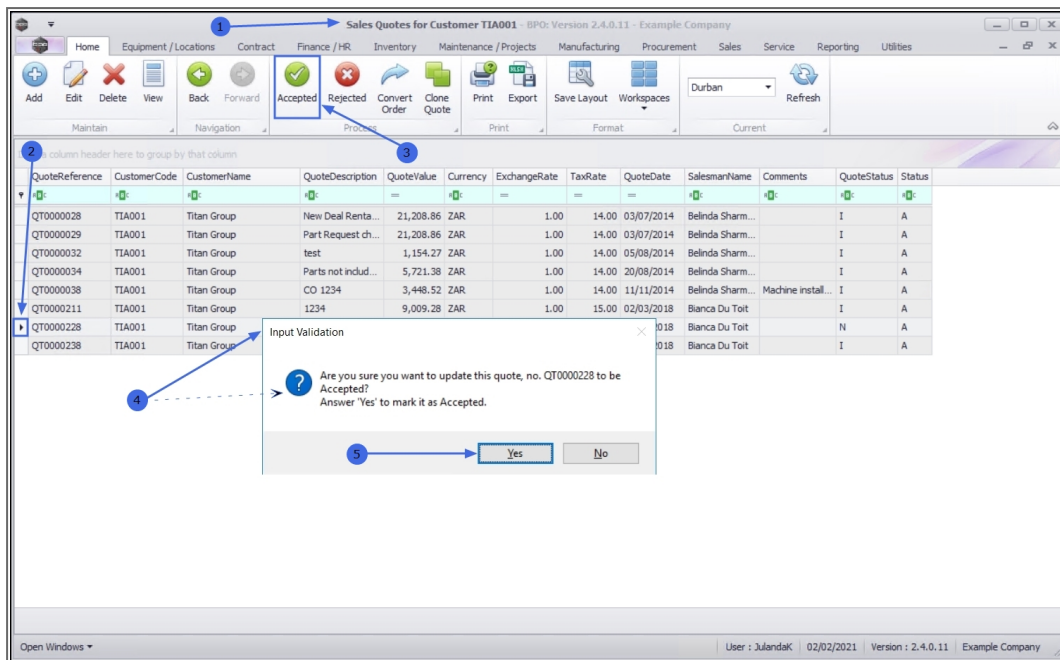 1
Sales Quotes for Customer TIA001 - BPO: Version 2.4.0.11 - Example Company
Home Equipment / Locations Contract Finance / HR Inventory Maintenance / Projects Manufacturing Procurement Sales Service Reporting Utilities
Add Edit Delete View Back Forward Accepted Rejected Convert Order Clone Quote Print Export Save Layout Workspaces Durban Refresh
Maintain Navigation Process Print Format Current
2 3
a column header here to group by that column
QuoteReference CustomerCode CustomerName QuoteDescription QuoteValue Currency ExchangeRate TaxRate QuoteDate SalesmanName Comments QuoteStatus Status
QT0000028 TIA001 Titan Group New Deal Renta... 21,208.86 ZAR 1.00 14.00 03/07/2014 Belinda Sharm... I A
QT0000029 TIA001 Titan Group Part Request ch... 21,208.86 ZAR 1.00 14.00 03/07/2014 Belinda Sharm... I A
QT0000032 TIA001 Titan Group test 1,154.27 ZAR 1.00 14.00 05/08/2014 Belinda Sharm... I A
QT0000034 TIA001 Titan Group Parts not includ... 5,721.38 ZAR 1.00 14.00 20/08/2014 Belinda Sharm... I A
QT0000038 TIA001 Titan Group CO 1234 3,448.52 ZAR 1.00 14.00 11/11/2014 Belinda Sharm... Machine install... I A
QT0000211 TIA001 Titan Group 1234 9,009.28 ZAR 1.00 15.00 02/03/2018 Bianca Du Toit I A
QT0000228 TIA001 Titan Group 2018 Bianca Du Toit N A
QT0000238 TIA001 Titan Group 2018 Bianca Du Toit I A
Input Validation
Are you sure you want to update this quote, no. QT0000228 to be
Accepted?
Answer 'Yes' to mark it as Accepted.
4
5 Yes No
Open Windows User : JulandaK 02/02/2021 Version : 2.4.0.11 Example Company